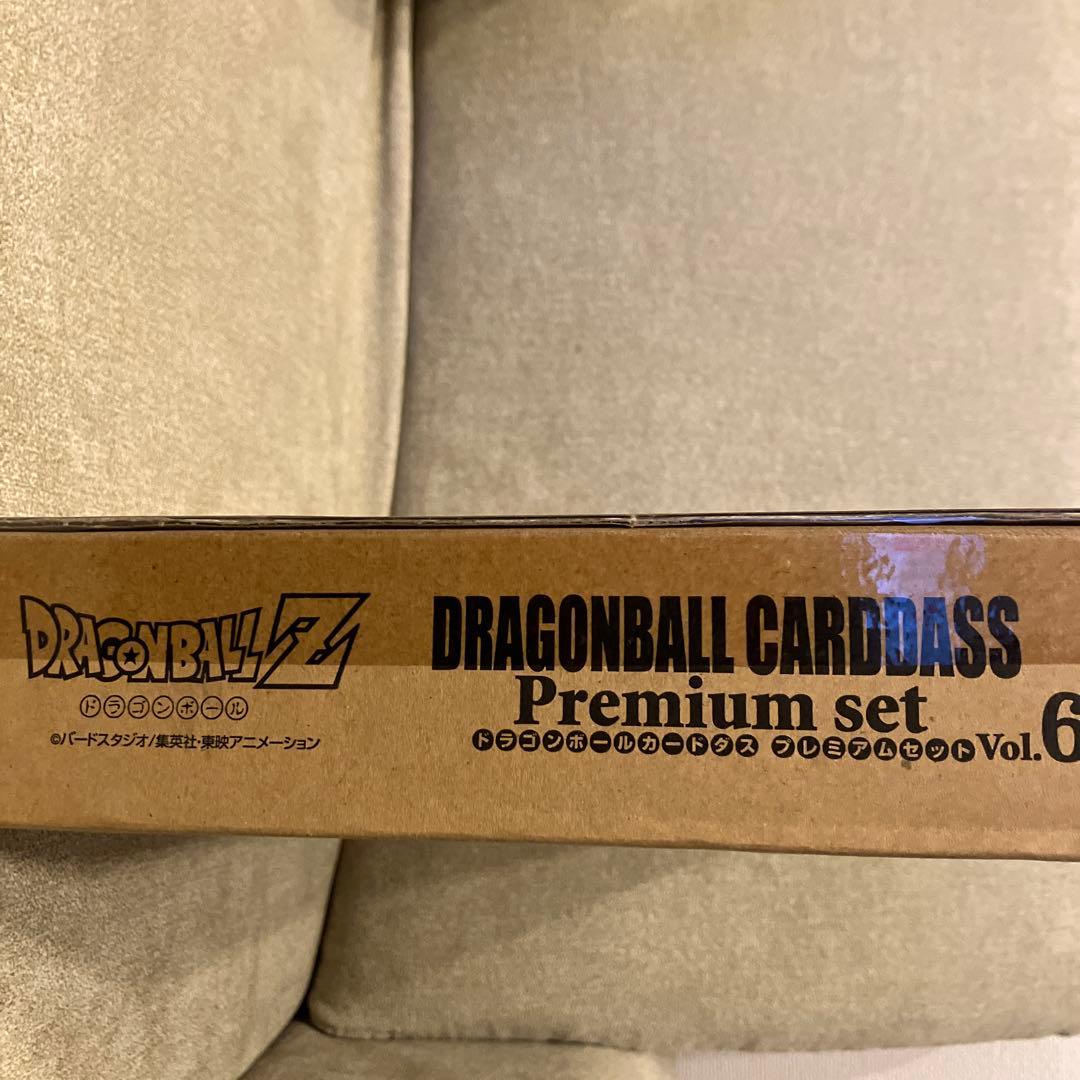 DRAGONBALL Z
ドラゴンボール
©バードスタジオ/集英社・東映アニメーション
DRAGONBALL CARDDASS
Premium set
ドラゴンボールカードダス プレミアムセット Vol.6